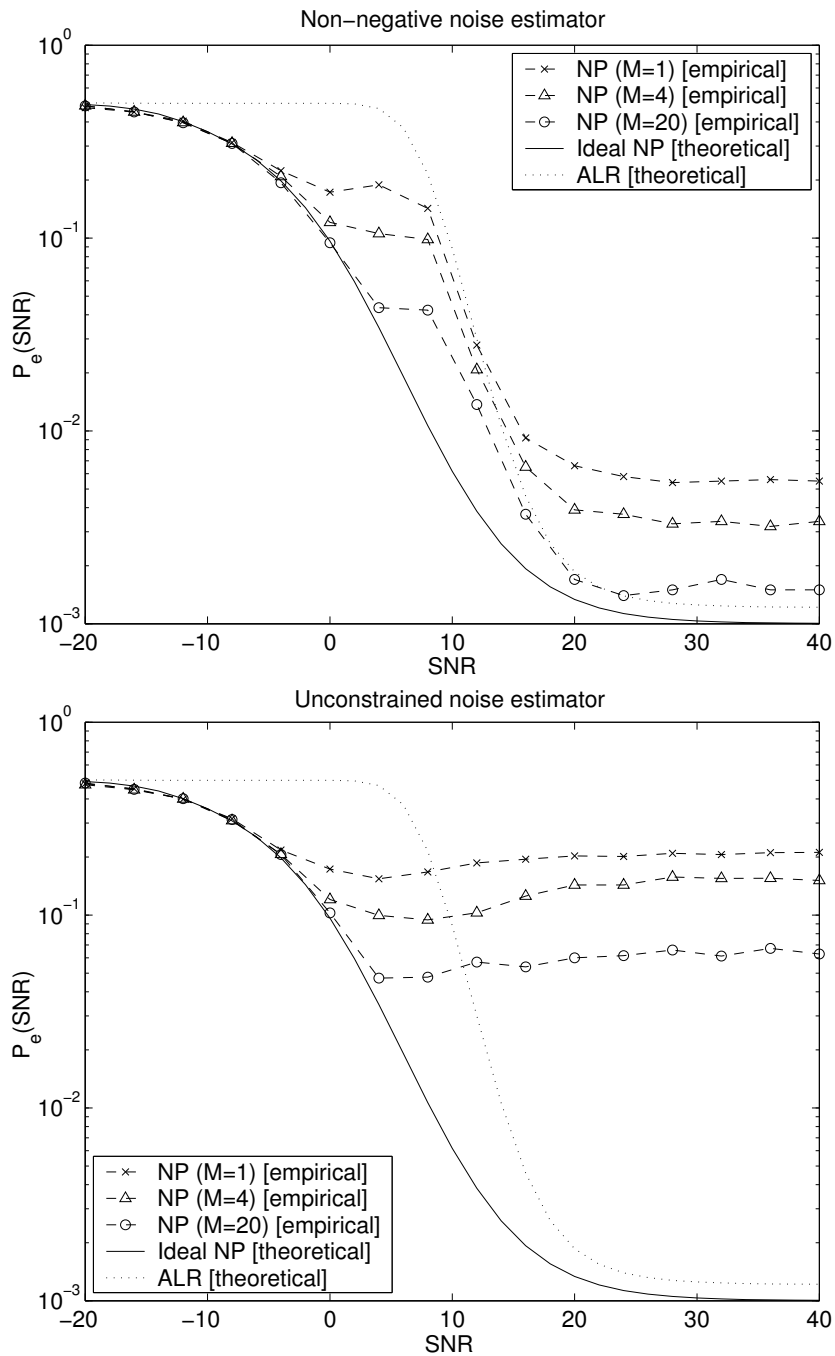 Non−negative noise estimator
10^0
10^−1
10^−2
10^−3
P_e(SNR)
NP (M=1) [empirical]
NP (M=4) [empirical]
NP (M=20) [empirical]
Ideal NP [theoretical]
ALR [theoretical]
−20 −10 0 10 20 30 40
SNR
Unconstrained noise estimator
10^0
10^−1
10^−2
10^−3
P_e(SNR)
NP (M=1) [empirical]
NP (M=4) [empirical]
NP (M=20) [empirical]
Ideal NP [theoretical]
ALR [theoretical]
−20 −10 0 10 20 30 40
SNR